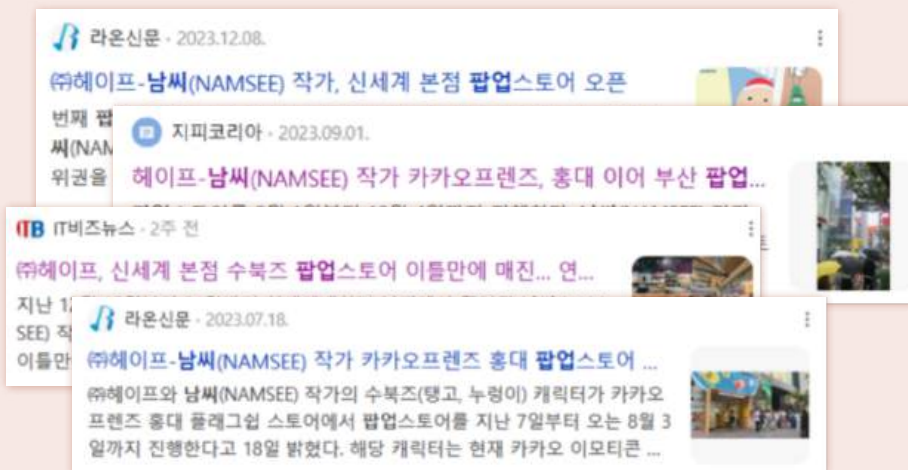 라온신문 · 2023.12.08.
㈜헤이프-남씨(NAMSEE) 작가, 신세계 본점 팝업스토어 오픈
번째 팝
씨(NAM
위권을
지피코리아 · 2023.09.01.
헤이프-남씨(NAMSEE) 작가 카카오프렌즈, 홍대 이어 부산 팝업...
ITB IT비즈뉴스 · 2주 전
㈜헤이프, 신세계 본점 수북즈 팝업스토어 이틀만에 매진... 연...
지난 1
SEE) 작
이틀만
라온신문 · 2023.07.18.
㈜헤이프-남씨(NAMSEE) 작가 카카오프렌즈 홍대 팝업스토어 ...
㈜헤이프와 남씨(NAMSEE) 작가의 수북즈(탱고, 누렁이) 캐릭터가 카카오
프렌즈 홍대 플래그쉽 스토어에서 팝업스토어를 지난 7일부터 오는 8월 3
일까지 진행한다고 18일 밝혔다. 해당 캐릭터는 현재 카카오 이모티콘 ...